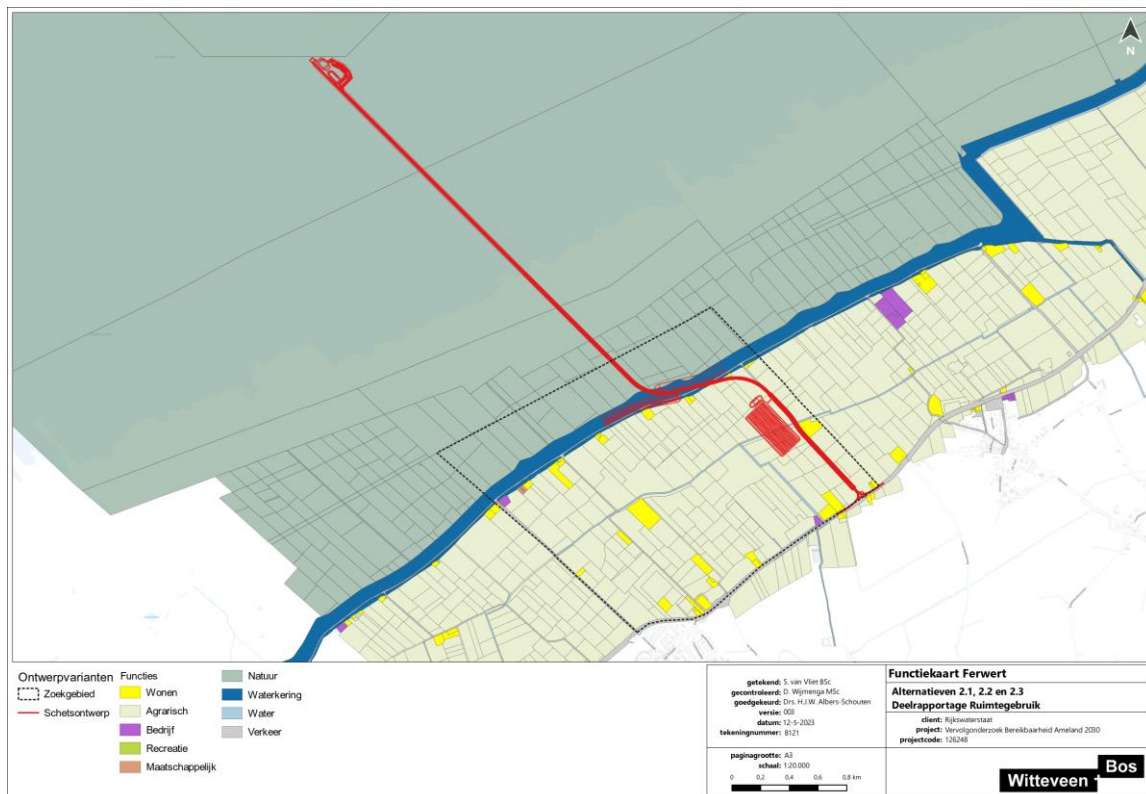 N
Ontwerpvarianten
Zoekgebied
Schetsontwerp
Functies
Wonen
Agrarisch
Bedrijf
Recreatie
Maatschappelijk
Natuur
Waterkering
Water
Verkeer
getekend: S. van Vliet BSc
gecontroleerd: D. Wijmenga MSc
goedgekeurd: Drs. H.J.W. Albers-Schouten
versie: 003
datum: 12-5-2023
tekeningnummer: 8121
paginagrootte: A3
schaal: 1:20.000
0 0,2 0,4 0,6 0,8 km
Functiekaart Ferwert
Alternatieven 2.1, 2.2 en 2.3
Deelrapportage Ruimtegebruik
client: Rijkswaterstaat
project: Vervolgonderzoek Bereikbaarheid Ameland 2030
projectcode: 126248
Witteveen + Bos